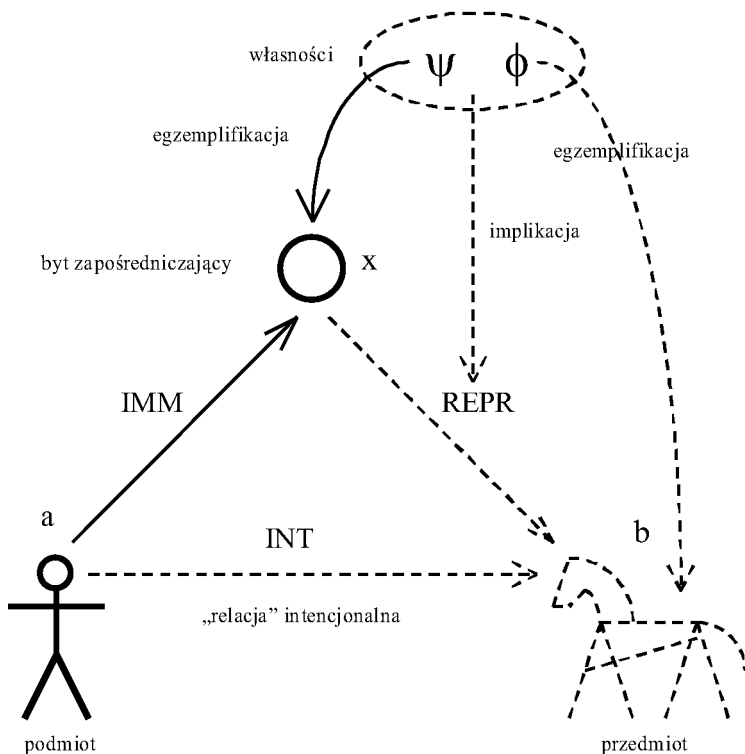 własności
ψ ϕ
egzemplifikacja
egzemplifikacja
implikacja
byt zapośredniczający
x
IMM
REPR
a
b
INT
„relacja” intencjonalna
podmiot
przedmiot